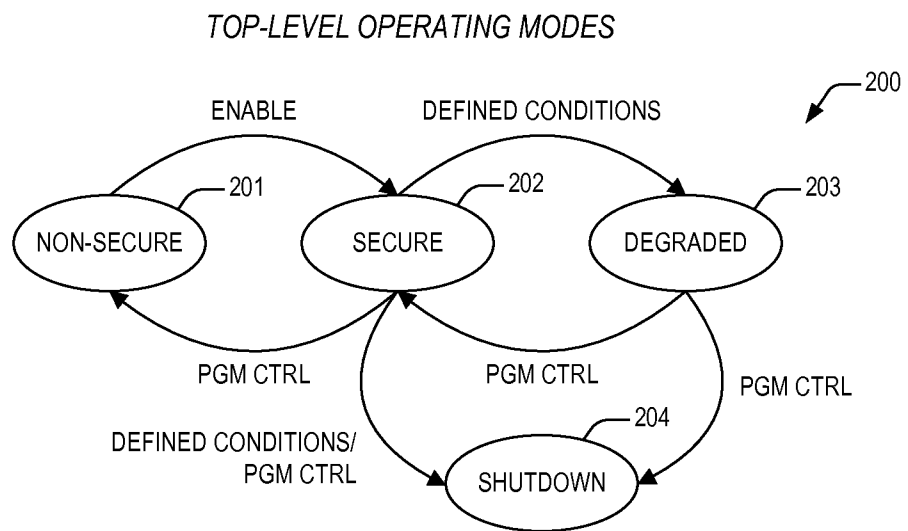 TOP-LEVEL OPERATING MODES
200
ENABLE
DEFINED CONDITIONS
201
202
203
NON-SECURE
SECURE
DEGRADED
PGM CTRL
PGM CTRL
PGM CTRL
204
DEFINED CONDITIONS/
PGM CTRL
SHUTDOWN